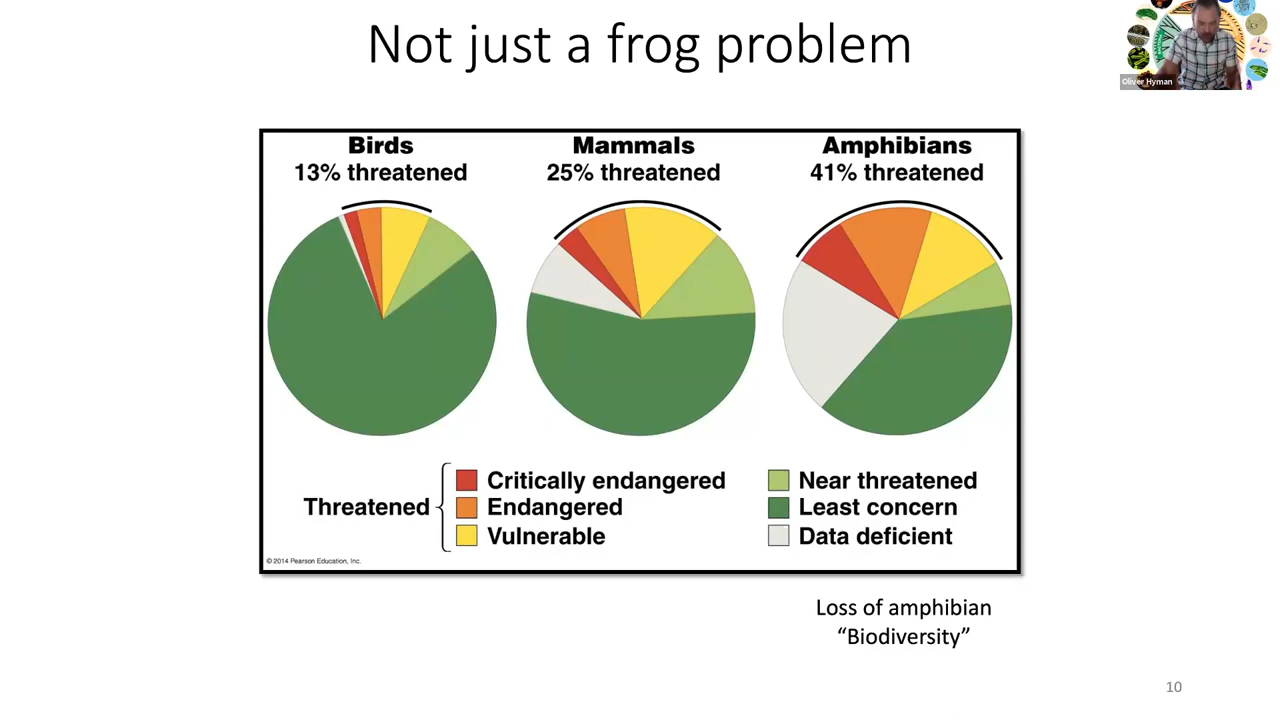 Not just a frog problem
Oliver Hyman
Birds
13% threatened
Mammals
25% threatened
Amphibians
41% threatened
Threatened
Critically endangered
Endangered
Vulnerable
Near threatened
Least concern
Data deficient
© 2014 Pearson Education, Inc.
Loss of amphibian
“Biodiversity”
10